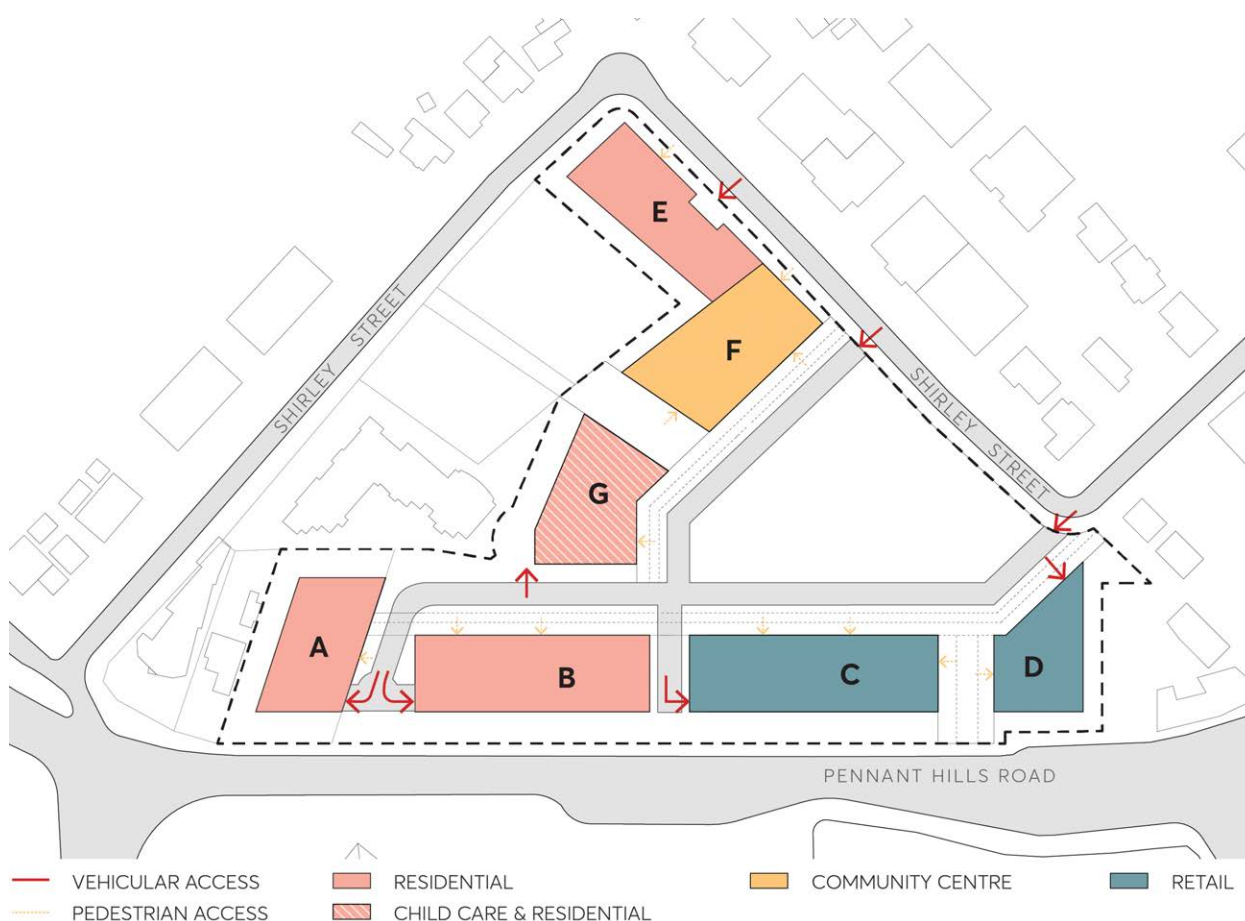 E
SHIRLEY STREET
F
SHIRLEY STREET
G
A
B
C
D
PENNANT HILLS ROAD
VEHICULAR ACCESS
RESIDENTIAL
COMMUNITY CENTRE
RETAIL
PEDESTRIAN ACCESS
CHILD CARE & RESIDENTIAL